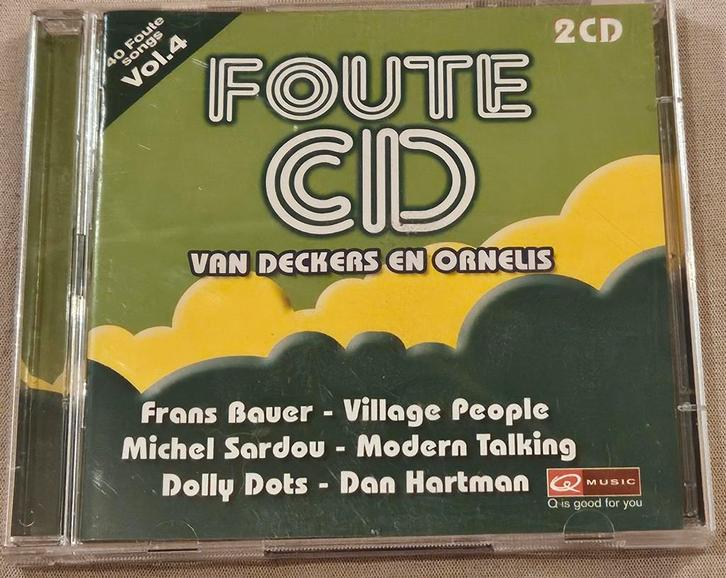 40 Foute
songs
Vol.4
2CD
FOUTE
CD
VAN DECKERS EN ORNELIS
Frans Bauer - Village People
Michel Sardou - Modern Talking
Dolly Dots - Dan Hartman
Q MUSIC
Q is good for you